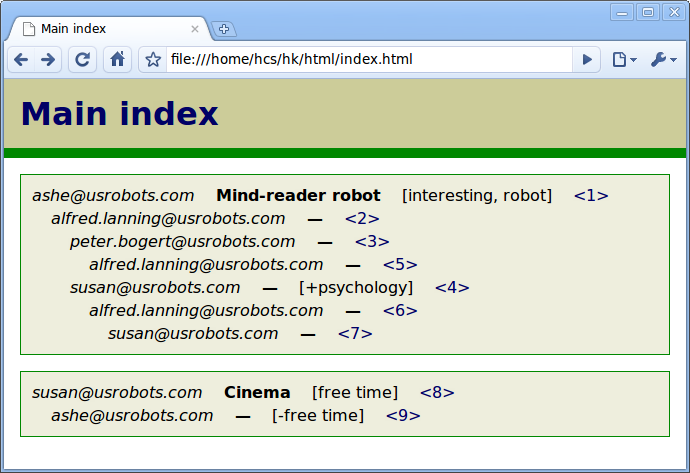 Main index
file:///home/hcs/hk/html/index.html
Main index
ashe@usrobots.com Mind-reader robot [interesting, robot] <1>
alfred.lanning@usrobots.com — <2>
peter.bogert@usrobots.com — <3>
alfred.lanning@usrobots.com — <5>
susan@usrobots.com — [+psychology] <4>
alfred.lanning@usrobots.com — <6>
susan@usrobots.com — <7>
susan@usrobots.com Cinema [free time] <8>
ashe@usrobots.com — [-free time] <9>